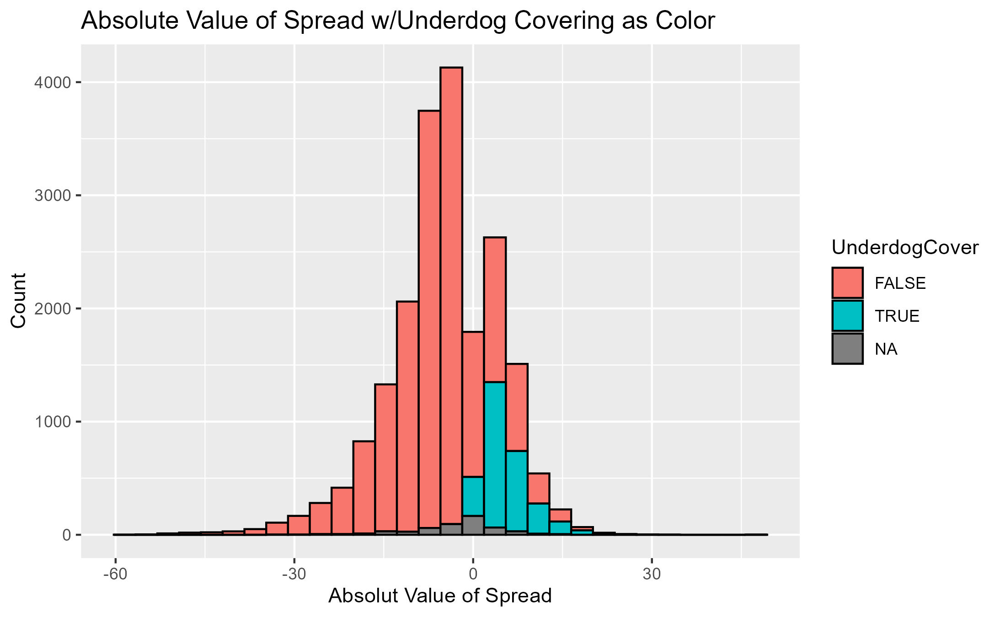 Absolute Value of Spread w/Underdog Covering as Color
4000
3000
2000
1000
0
Count
-60
-30
0
30
Absolut Value of Spread
UnderdogCover
FALSE
TRUE
NA